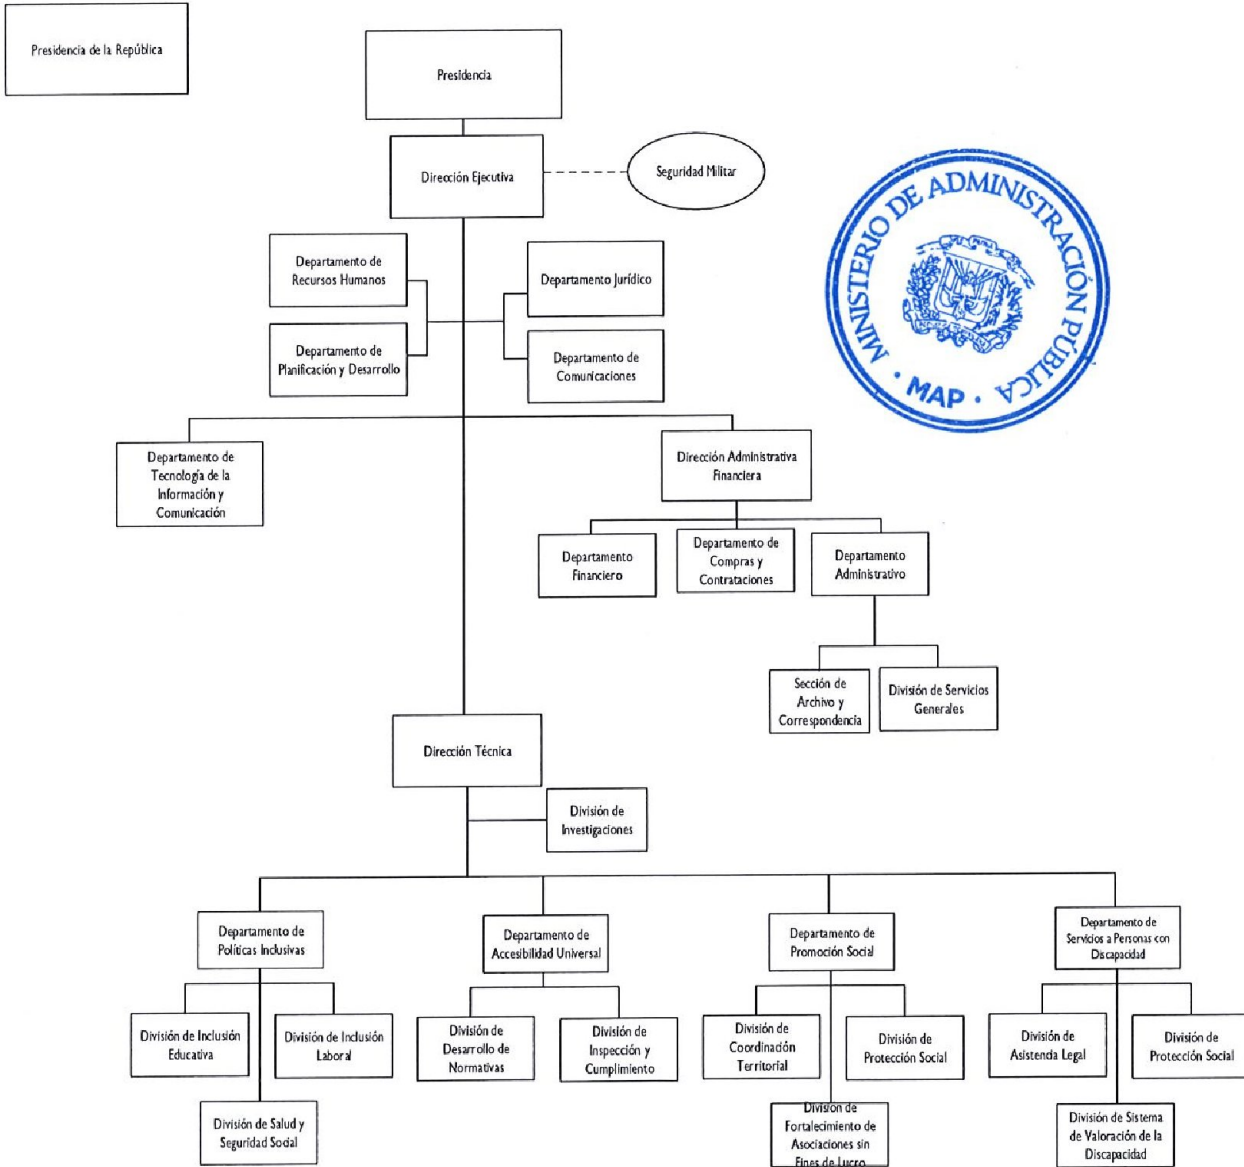 Presidencia de la República
Presidencia
Dirección Ejecutiva
Seguridad Militar
MINISTERIO DE ADMINISTRACIÓN PÚBLICA
· MAP ·
Departamento de
Recursos Humanos
Departamento Jurídico
Departamento de
Planificación y Desarrollo
Departamento de
Comunicaciones
Departamento de
Tecnología de la
Información y
Comunicación
Dirección Administrativa
Financiera
Departamento
Financiero
Departamento de
Compras y
Contrataciones
Departamento
Administrativo
Sección de
Archivo y
Correspondencia
División de Servicios
Generales
Dirección Técnica
División de
Investigaciones
Departamento de
Políticas Inclusivas
Departamento de
Accesibilidad Universal
Departamento de
Promoción Social
Departamento de
Servicios a Personas con
Discapacidad
División de Inclusión
Educativa
División de Inclusión
Laboral
División de
Desarrollo de
Normativas
División de
Inspección y
Cumplimiento
División de
Coordinación
Territorial
División de
Protección Social
División de
Asistencia Legal
División de
Protección Social
División de Salud y
Seguridad Social
División de
Fortalecimiento de
Asociaciones sin
Fines de Lucro
División de Sistema
de Valoración de la
Discapacidad